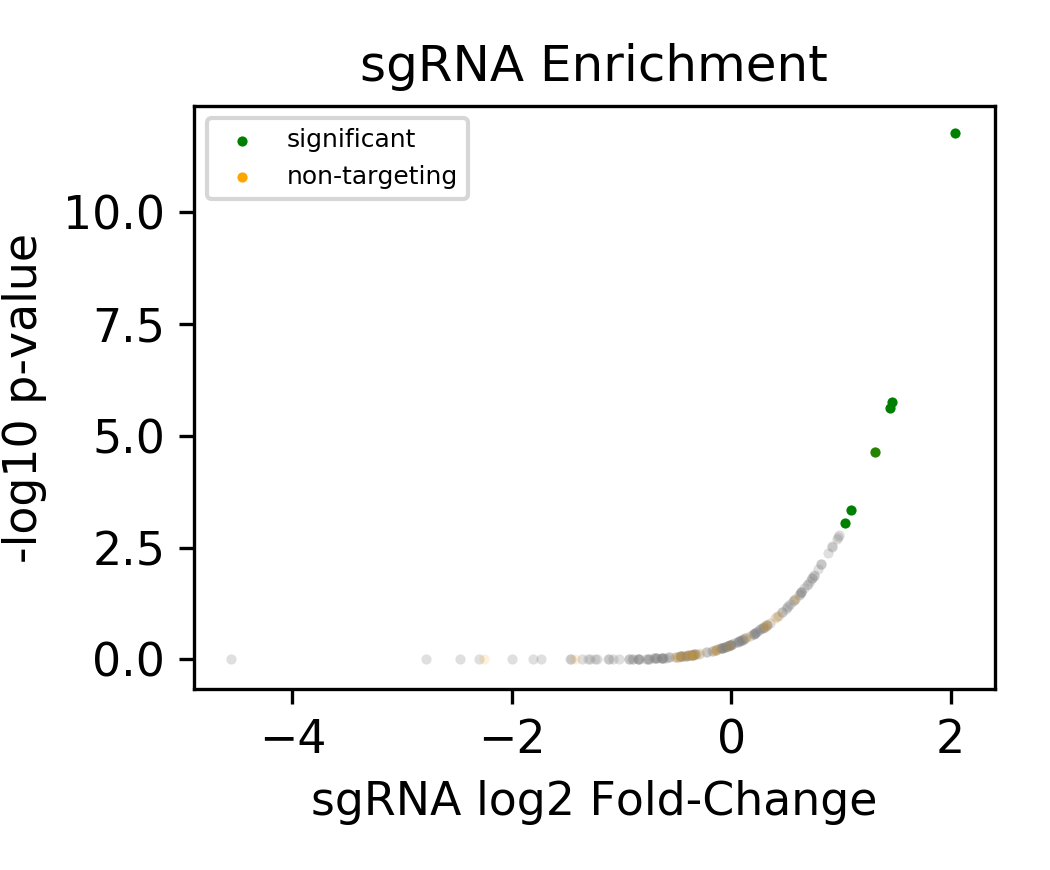 sgRNA Enrichment
significant
non-targeting
-log10 p-value
10.0
7.5
5.0
2.5
0.0
−4
−2
0
2
sgRNA log2 Fold-Change